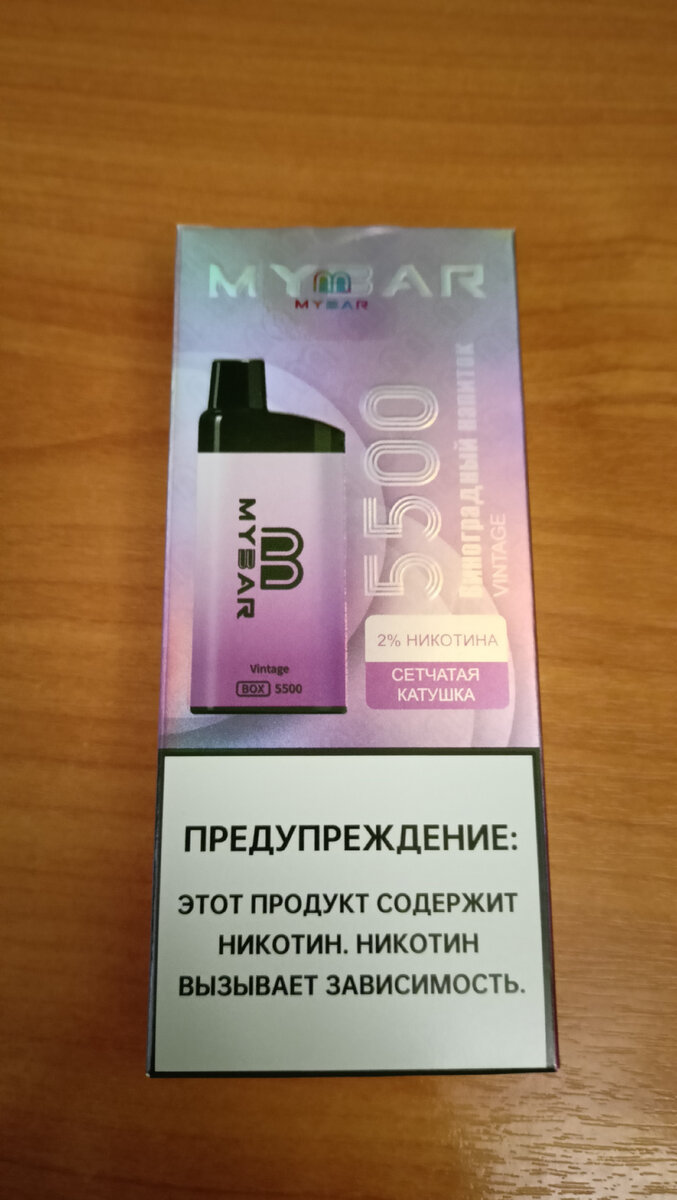 MYBAR
MYBAR
5500
Виноградный напиток
VINTAGE
MYBAR
Vintage
BOX 5500
2% НИКОТИНА
СЕТЧАТАЯ
КАТУШКА
ПРЕДУПРЕЖДЕНИЕ:
ЭТОТ ПРОДУКТ СОДЕРЖИТ
НИКОТИН. НИКОТИН
ВЫЗЫВАЕТ ЗАВИСИМОСТЬ.